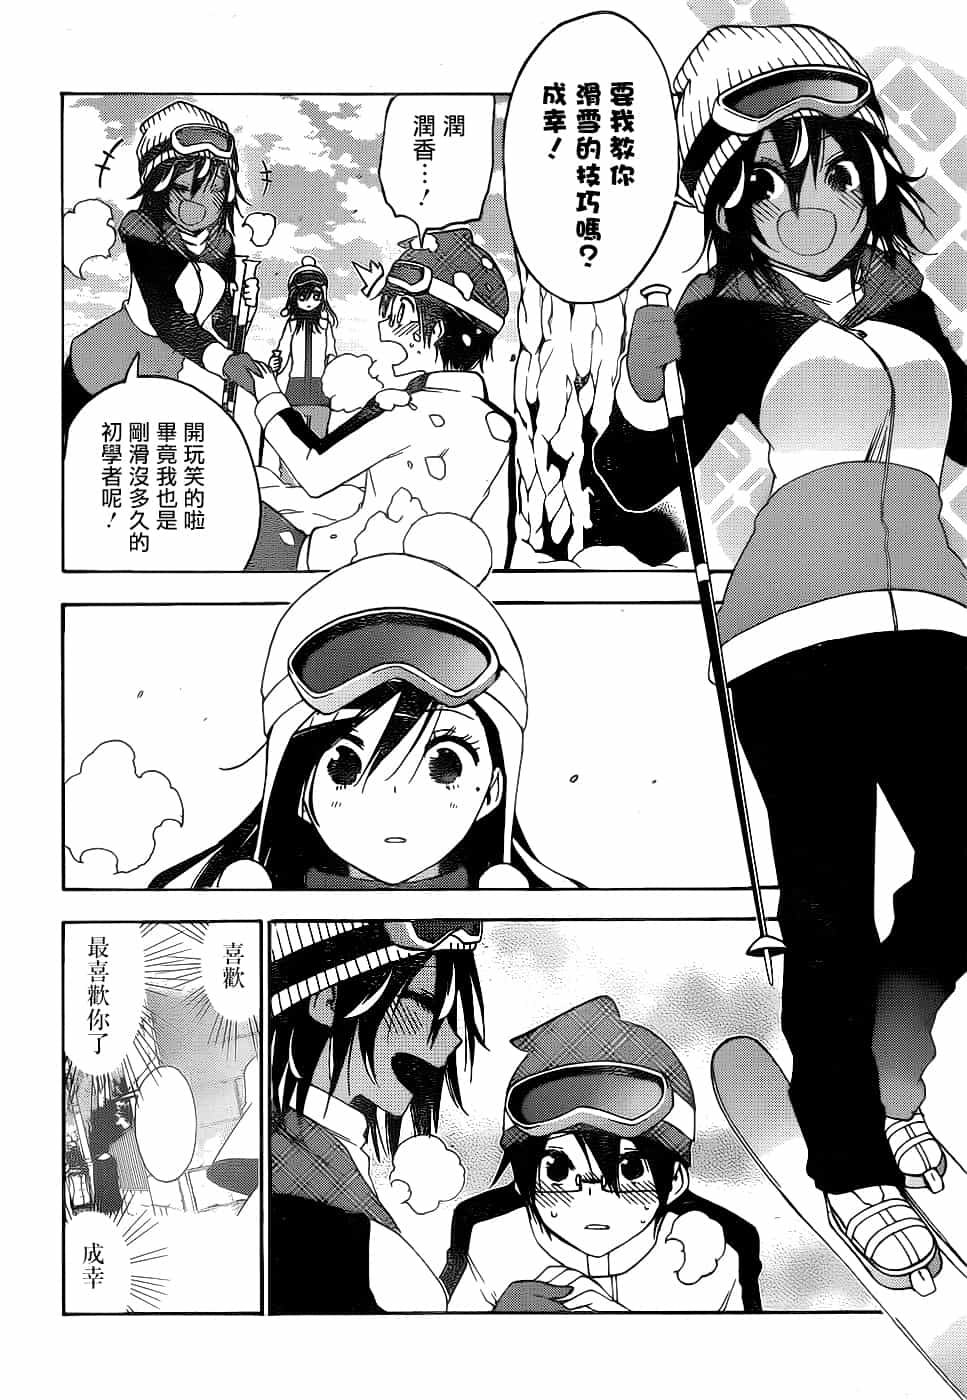 要我教你
滑雪的技巧嗎？
成幸！
潤
潤香⋯！
開玩笑的啦
畢竟我也是
剛滑沒多久的
初學者呢！
喜歡
最喜歡你了
成幸